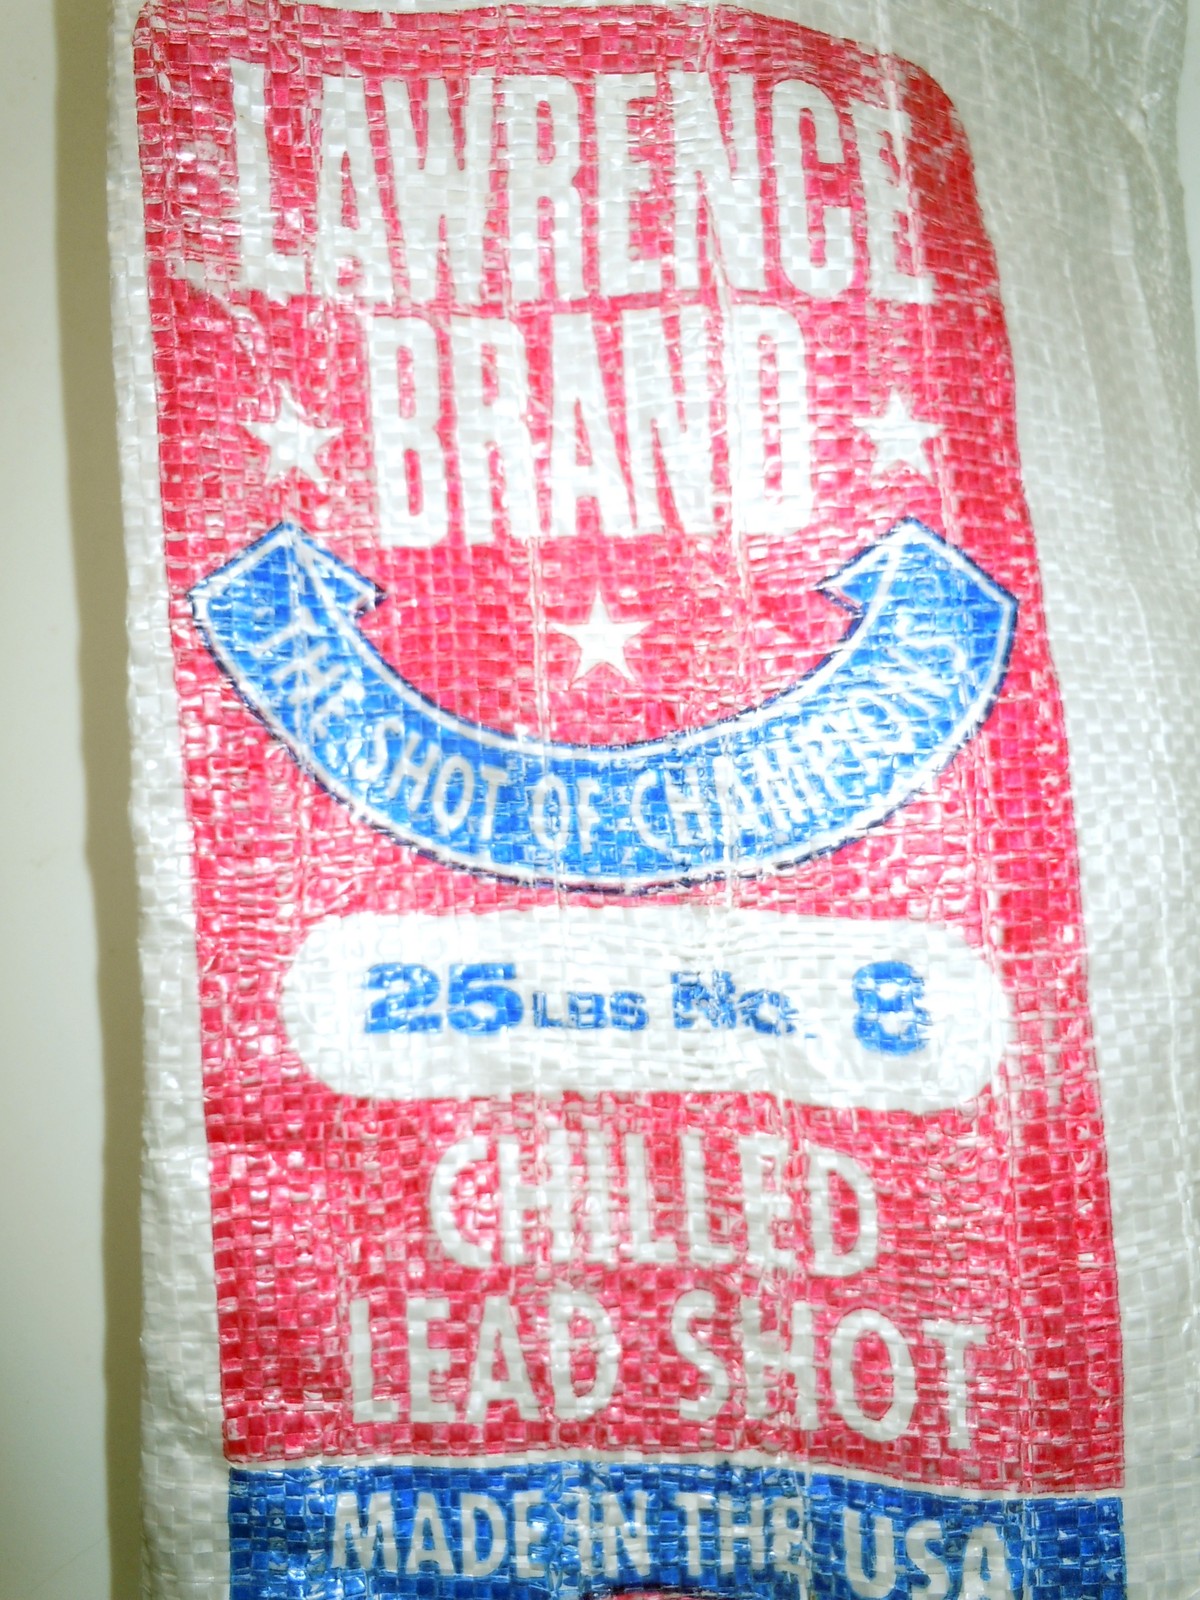 LAWRENCE
BRAND
THE SHOT OF CHAMPIONS
25 LBS No. 8
CHILLED
LEAD SHOT
MADE IN THE USA